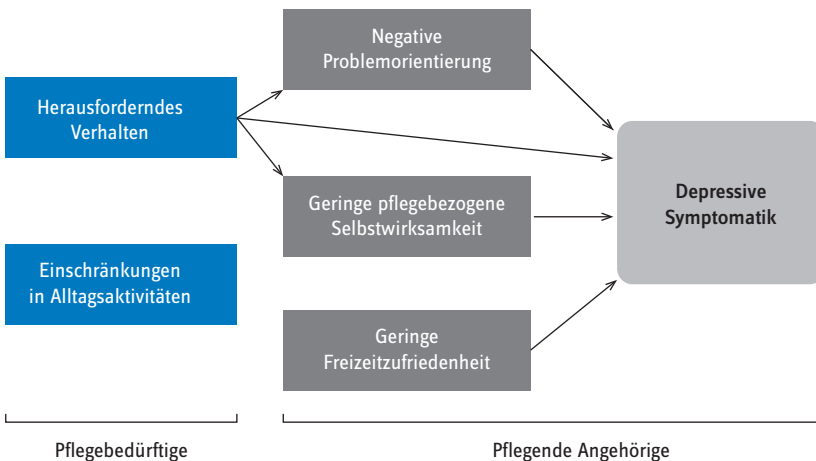 Negative
Problemorientierung
Herausforderndes
Verhalten
Geringe pflegebezogene
Selbstwirksamkeit
Depressive
Symptomatik
Einschränkungen
in Alltagsaktivitäten
Geringe
Freizeitzufriedenheit
Pflegebedürftige
Pflegende Angehörige